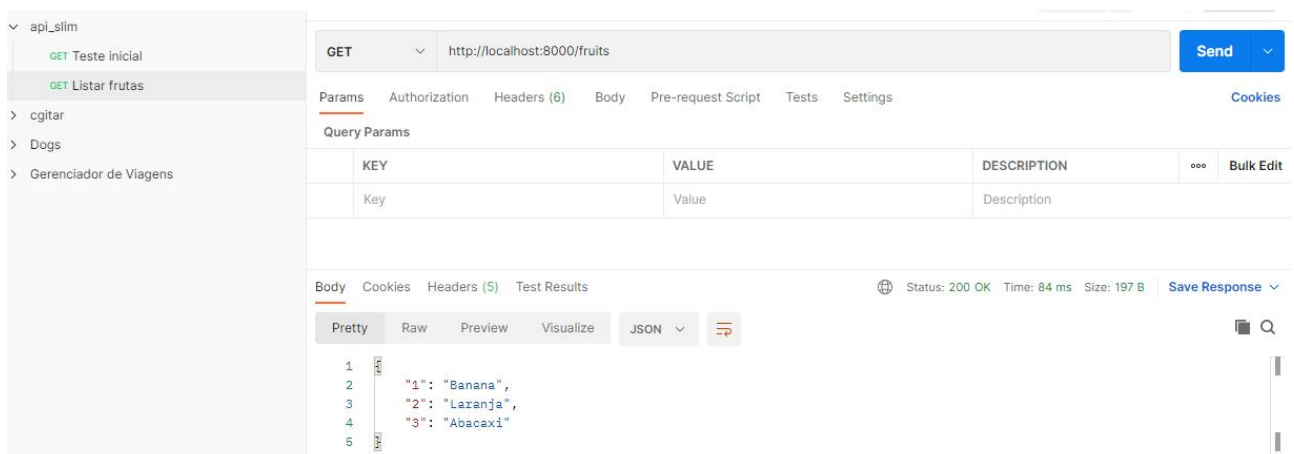 api_slim
GET Teste inicial
GET Listar frutas
cgitar
Dogs
Gerenciador de Viagens
GET http://localhost:8000/fruits Send
Params Authorization Headers (6) Body Pre-request Script Tests Settings Cookies
Query Params
KEY VALUE DESCRIPTION ooo Bulk Edit
Key Value Description
Body Cookies Headers (5) Test Results Status: 200 OK Time: 84 ms Size: 197 B Save Response
Pretty Raw Preview Visualize JSON
1 {
2 "1": "Banana",
3 "2": "Laranja",
4 "3": "Abacaxi"
5 }